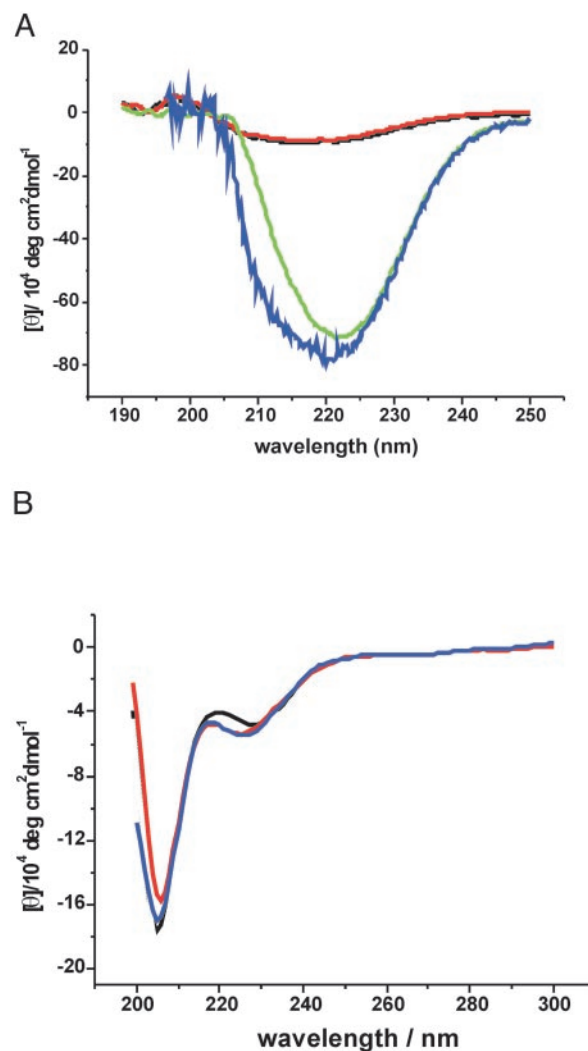 A
20
0
-20
-40
-60
-80
[θ]/ 10⁴ deg cm²dmol⁻¹
190 200 210 220 230 240 250
wavelength (nm)
B
0
-4
-8
-12
-16
-20
[θ]/10⁴ deg cm²dmol⁻¹
200 220 240 260 280 300
wavelength / nm